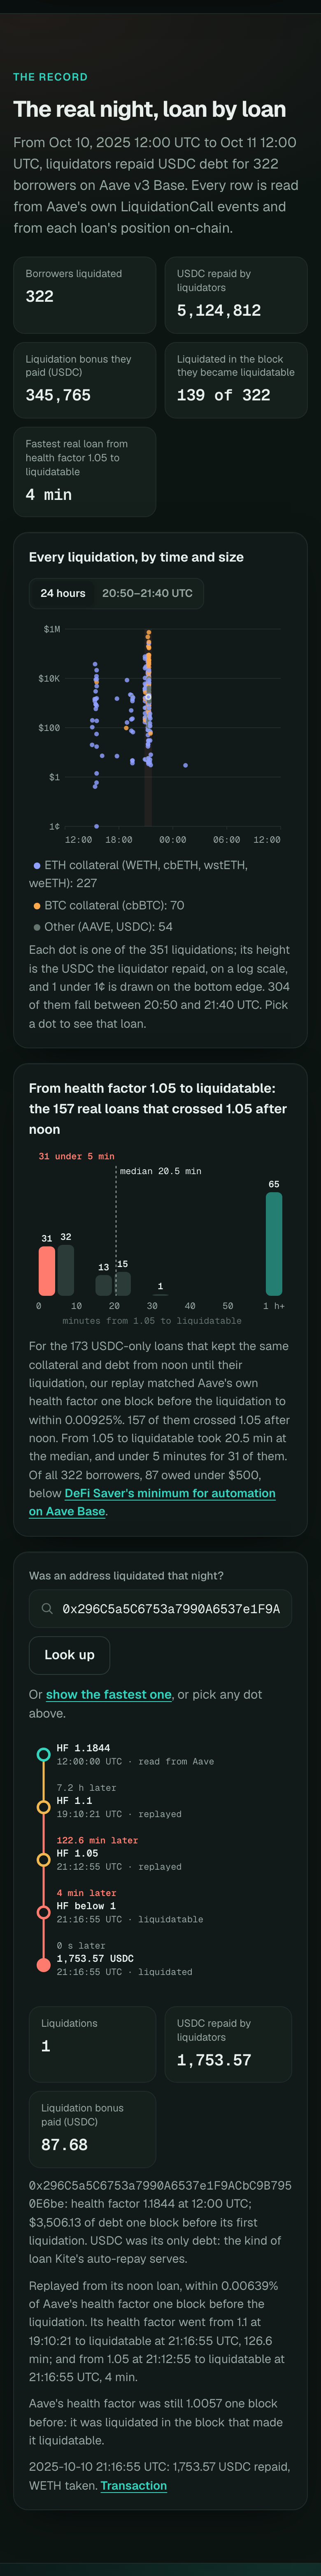 THE RECORD
The real night, loan by loan
From Oct 10, 2025 12:00 UTC to Oct 11 12:00
UTC, liquidators repaid USDC debt for 322
borrowers on Aave v3 Base. Every row is read
from Aave's own LiquidationCall events and
from each loan's position on-chain.
Borrowers liquidated
322
USDC repaid by
liquidators
5,124,812
Liquidation bonus they
paid (USDC)
345,765
Liquidated in the block
they became liquidatable
139 of 322
Fastest real loan from
health factor 1.05 to
liquidatable
4 min
Every liquidation, by time and size
24 hours
20:50–21:40 UTC
$1M
$10K
$100
$1
1¢
12:00 18:00 00:00 06:00 12:00
ETH collateral (WETH, cbETH, wstETH,
weETH): 227
BTC collateral (cbBTC): 70
Other (AAVE, USDC): 54
Each dot is one of the 351 liquidations; its height
is the USDC the liquidator repaid, on a log scale,
and 1 under 1¢ is drawn on the bottom edge. 304
of them fall between 20:50 and 21:40 UTC. Pick
a dot to see that loan.
From health factor 1.05 to liquidatable:
the 157 real loans that crossed 1.05 after
noon
31 under 5 min
median 20.5 min
31 32 13 15 1 65
0 10 20 30 40 50 1 h+
minutes from 1.05 to liquidatable
For the 173 USDC-only loans that kept the same
collateral and debt from noon until their
liquidation, our replay matched Aave's own
health factor one block before the liquidation to
within 0.00925%. 157 of them crossed 1.05 after
noon. From 1.05 to liquidatable took 20.5 min at
the median, and under 5 minutes for 31 of them.
Of all 322 borrowers, 87 owed under $500,
below DeFi Saver's minimum for automation
on Aave Base.
Was an address liquidated that night?
0x296C5a5C6753a7990A6537e1F9A
Look up
Or show the fastest one, or pick any dot
above.
HF 1.1844
12:00:00 UTC · read from Aave
7.2 h later
HF 1.1
19:10:21 UTC · replayed
122.6 min later
HF 1.05
21:12:55 UTC · replayed
4 min later
HF below 1
21:16:55 UTC · liquidatable
0 s later
1,753.57 USDC
21:16:55 UTC · liquidated
Liquidations
1
USDC repaid by
liquidators
1,753.57
Liquidation bonus
paid (USDC)
87.68
0x296C5a5C6753a7990A6537e1F9ACbC9B795
0E6be: health factor 1.1844 at 12:00 UTC;
$3,506.13 of debt one block before its first
liquidation. USDC was its only debt: the kind of
loan Kite's auto-repay serves.
Replayed from its noon loan, within 0.00639%
of Aave's health factor one block before the
liquidation. Its health factor went from 1.1 at
19:10:21 to liquidatable at 21:16:55 UTC, 126.6
min; and from 1.05 at 21:12:55 to liquidatable at
21:16:55 UTC, 4 min.
Aave's health factor was still 1.0057 one block
before: it was liquidated in the block that made
it liquidatable.
2025-10-10 21:16:55 UTC: 1,753.57 USDC repaid,
WETH taken. Transaction